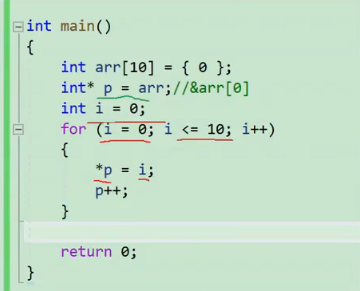 int main()
{
int arr[10] = { 0 };
int* p = arr;//&arr[0]
int i = 0;
for (i = 0; i <= 10; i++)
{
*p = i;
p++;
}
return 0;
}